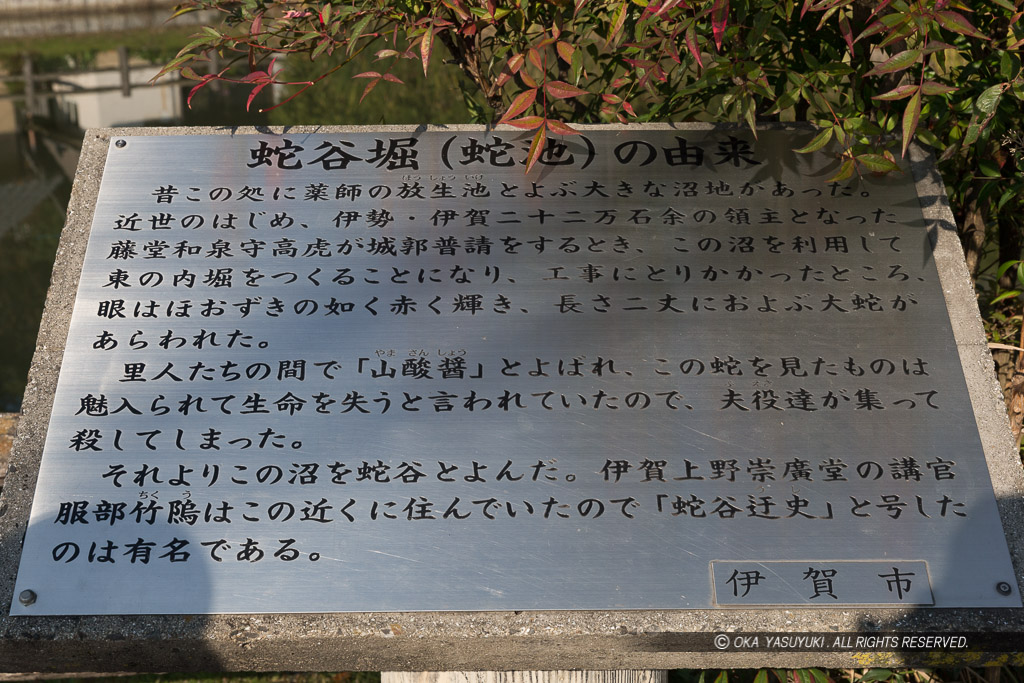 蛇谷堀(蛇池)の由来
昔この処に薬師の放生池とよぶ大きな沼地があった。
近世のはじめ、伊勢・伊賀二十二万石余の領主となった
藤堂和泉守高虎が城郭普請をするとき、この沼を利用して
東の内堀をつくることになり、工事にとりかかったところ、
眼はほおずきの如く赤く輝き、長さ二丈におよぶ大蛇が
あらわれた。
里人たちの間で「山酸醤」とよばれ、この蛇を見たものは
魅入られて生命を失うと言われていたので、夫役達が集って
殺してしまった。
それよりこの沼を蛇谷とよんだ。伊賀上野崇廣堂の講官
服部竹隖はこの近くに住んでいたので「蛇谷迂史」と号した
のは有名である。
伊賀市
© OKA YASUYUKI. ALL RIGHTS RESERVED.